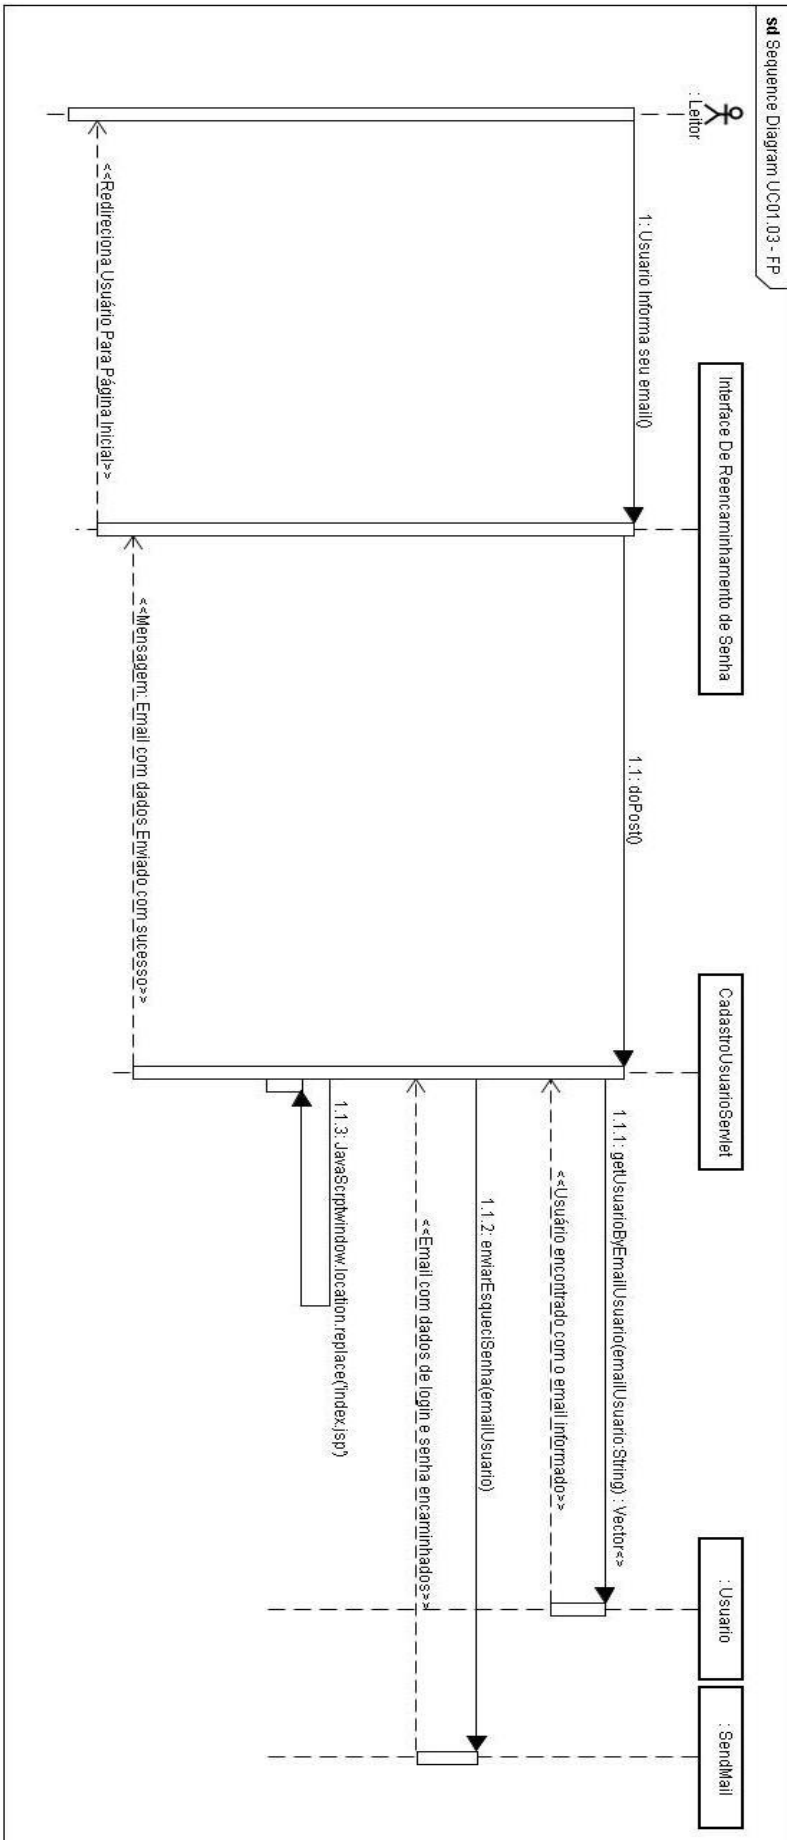 sd Sequence Diagram UC01.03 - FP
: Leitor
Interface De Reencaminhamento de Senha
CadastroUsuarioServlet
: Usuario
: SendMail
1: Usuario Informa seu email()
1.1: doPost()
1.1.1: getUsuarioByEmailUsuario(emailUsuario:String) : Vector<>
<<Usuário encontrado com o email informado>>
1.1.2: enviarEsqueciSenha(emailUsuario)
<<Email com dados de login e senha encaminhados>>
1.1.3: JavaScrptwindow.location.replace('index.jsp')
<<Mensagem: Email com dados Enviado com sucesso>>
<<Redireciona Usuário Para Página Inicial>>